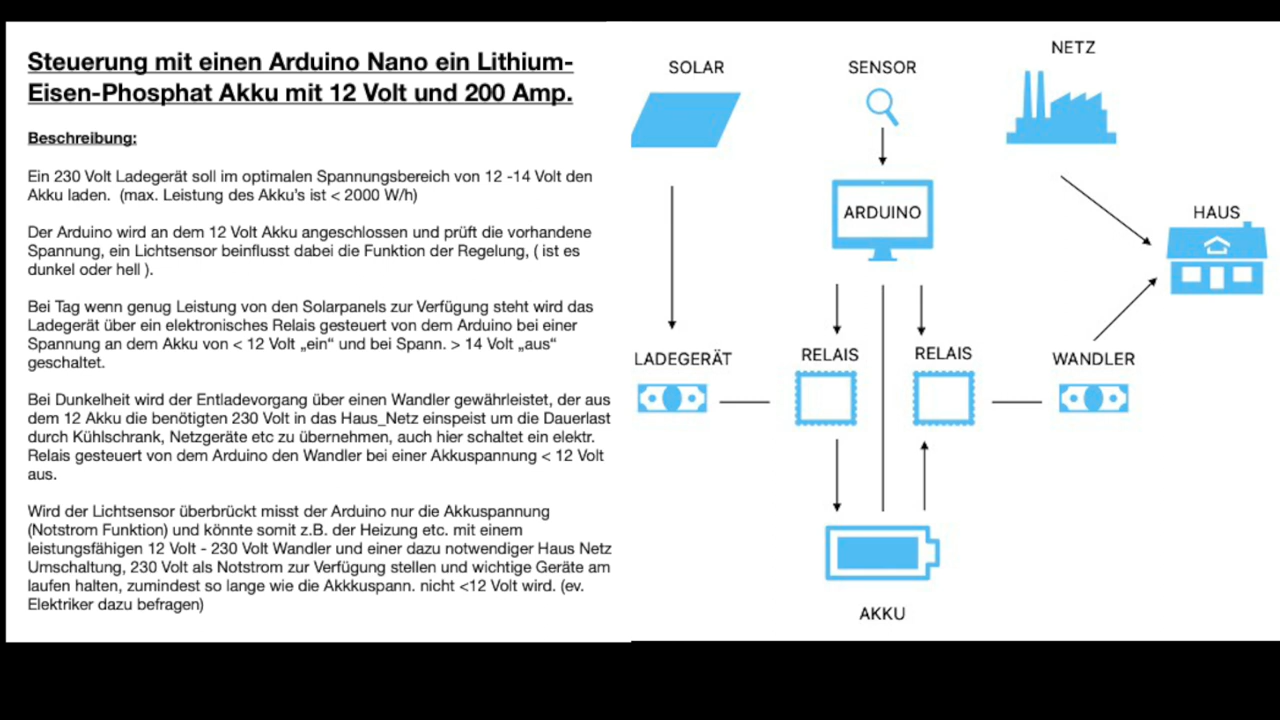 Steuerung mit einen Arduino Nano ein Lithium-
Eisen-Phosphat Akku mit 12 Volt und 200 Amp.
Beschreibung:
Ein 230 Volt Ladegerät soll im optimalen Spannungsbereich von 12 -14 Volt den
Akku laden.  (max. Leistung des Akku's ist < 2000 W/h)
Der Arduino wird an dem 12 Volt Akku angeschlossen und prüft die vorhandene
Spannung, ein Lichtsensor beinflusst dabei die Funktion der Regelung, ( ist es
dunkel oder hell ).
Bei Tag wenn genug Leistung von den Solarpanels zur Verfügung steht wird das
Ladegerät über ein elektronisches Relais gesteuert von dem Arduino bei einer
Spannung an dem Akku von < 12 Volt „ein“ und bei Spann. > 14 Volt „aus“
geschaltet.
Bei Dunkelheit wird der Entladevorgang über einen Wandler gewährleistet, der aus
dem 12 Akku die benötigten 230 Volt in das Haus_Netz einspeist um die Dauerlast
durch Kühlschrank, Netzgeräte etc zu übernehmen, auch hier schaltet ein elektr.
Relais gesteuert von dem Arduino den Wandler bei einer Akkuspannung < 12 Volt
aus.
Wird der Lichtsensor überbrückt misst der Arduino nur die Akkuspannung
(Notstrom Funktion) und könnte somit z.B. der Heizung etc. mit einem
leistungsfähigen 12 Volt - 230 Volt Wandler und einer dazu notwendiger Haus Netz
Umschaltung, 230 Volt als Notstrom zur Verfügung stellen und wichtige Geräte am
laufen halten, zumindest so lange wie die Akkkuspann. nicht <12 Volt wird. (ev.
Elektriker dazu befragen)
NETZ
SOLAR
SENSOR
ARDUINO
HAUS
LADEGERÄT
RELAIS
RELAIS
WANDLER
AKKU